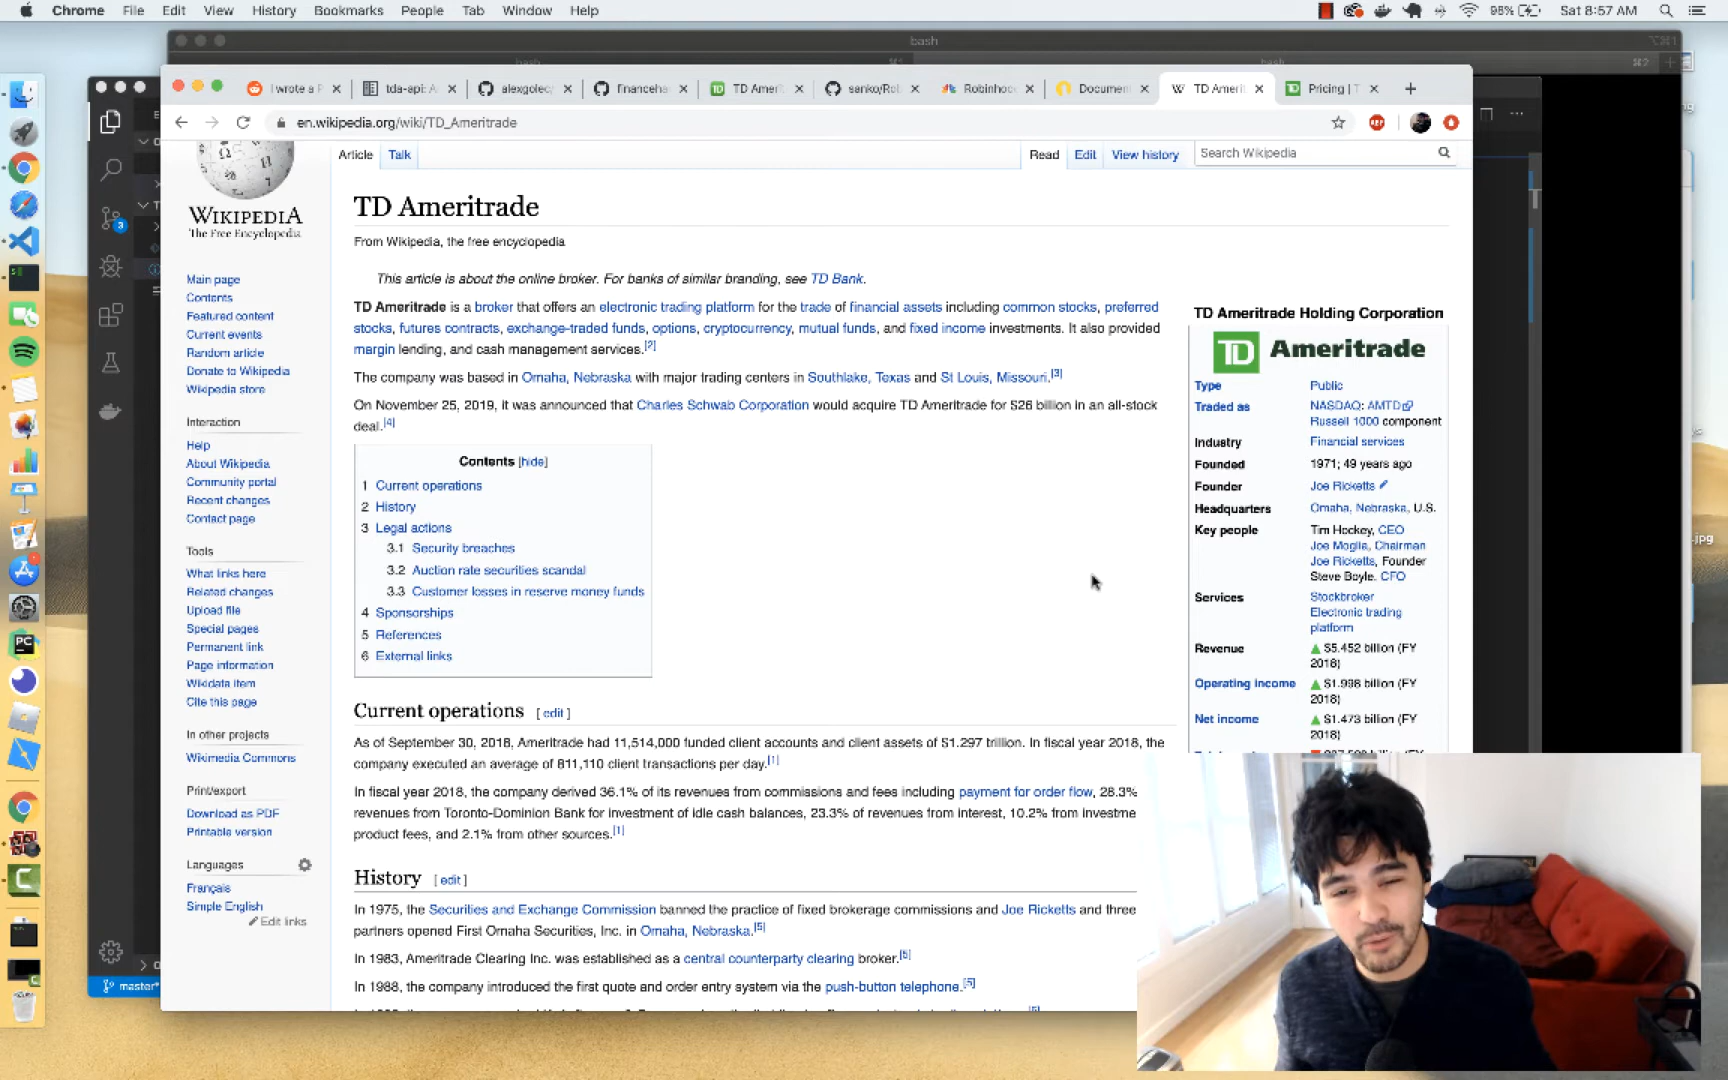 Chrome File Edit View History Bookmarks People Tab Window Help
98% Sat 8:57 AM
bash
bash bash
I wrote a P tda-api: A alexgolec/ Financeha TD Amer sanko/Rol Robinhoo Document TD Ameri Pricing | T
en.wikipedia.org/wiki/TD_Ameritrade
Article Talk Read Edit View history Search Wikipedia
WIKIPEDIA
The Free Encyclopedia
Main page
Contents
Featured content
Current events
Random article
Donate to Wikipedia
Wikipedia store
Interaction
Help
About Wikipedia
Community portal
Recent changes
Contact page
Tools
What links here
Related changes
Upload file
Special pages
Permanent link
Page information
Wikidata item
Cite this page
In other projects
Wikimedia Commons
Print/export
Download as PDF
Printable version
Languages
Français
Simple English
Edit links
TD Ameritrade
From Wikipedia, the free encyclopedia
This article is about the online broker. For banks of similar branding, see TD Bank.
TD Ameritrade is a broker that offers an electronic trading platform for the trade of financial assets including common stocks, preferred
stocks, futures contracts, exchange-traded funds, options, cryptocurrency, mutual funds, and fixed income investments. It also provided
margin lending, and cash management services.[2]
The company was based in Omaha, Nebraska with major trading centers in Southlake, Texas and St Louis, Missouri.[3]
On November 25, 2019, it was announced that Charles Schwab Corporation would acquire TD Ameritrade for $26 billion in an all-stock
deal.[4]
Contents [hide]
1 Current operations
2 History
3 Legal actions
3.1 Security breaches
3.2 Auction rate securities scandal
3.3 Customer losses in reserve money funds
4 Sponsorships
5 References
6 External links
Current operations [ edit ]
As of September 30, 2018, Ameritrade had 11,514,000 funded client accounts and client assets of $1.297 trillion. In fiscal year 2018, the
company executed an average of 811,110 client transactions per day.[1]
In fiscal year 2018, the company derived 36.1% of its revenues from commissions and fees including payment for order flow, 28.3%
revenues from Toronto-Dominion Bank for investment of idle cash balances, 23.3% of revenues from interest, 10.2% from investme
product fees, and 2.1% from other sources.[1]
History [ edit ]
In 1975, the Securities and Exchange Commission banned the practice of fixed brokerage commissions and Joe Ricketts and three
partners opened First Omaha Securities, Inc. in Omaha, Nebraska.[5]
In 1983, Ameritrade Clearing Inc. was established as a central counterparty clearing broker.[5]
In 1988, the company introduced the first quote and order entry system via the push-button telephone.[5]
TD Ameritrade Holding Corporation
TD Ameritrade
Type Public
Traded as NASDAQ: AMTD
Russell 1000 component
Industry Financial services
Founded 1971; 49 years ago
Founder Joe Ricketts
Headquarters Omaha, Nebraska, U.S.
Key people Tim Hockey, CEO
Joe Moglia, Chairman
Joe Ricketts, Founder
Steve Boyle, CFO
Services Stockbroker
Electronic trading
platform
Revenue $5.452 billion (FY
2018)
Operating income $1.998 billion (FY
2018)
Net income $1.473 billion (FY
2018)
master*
.jpg